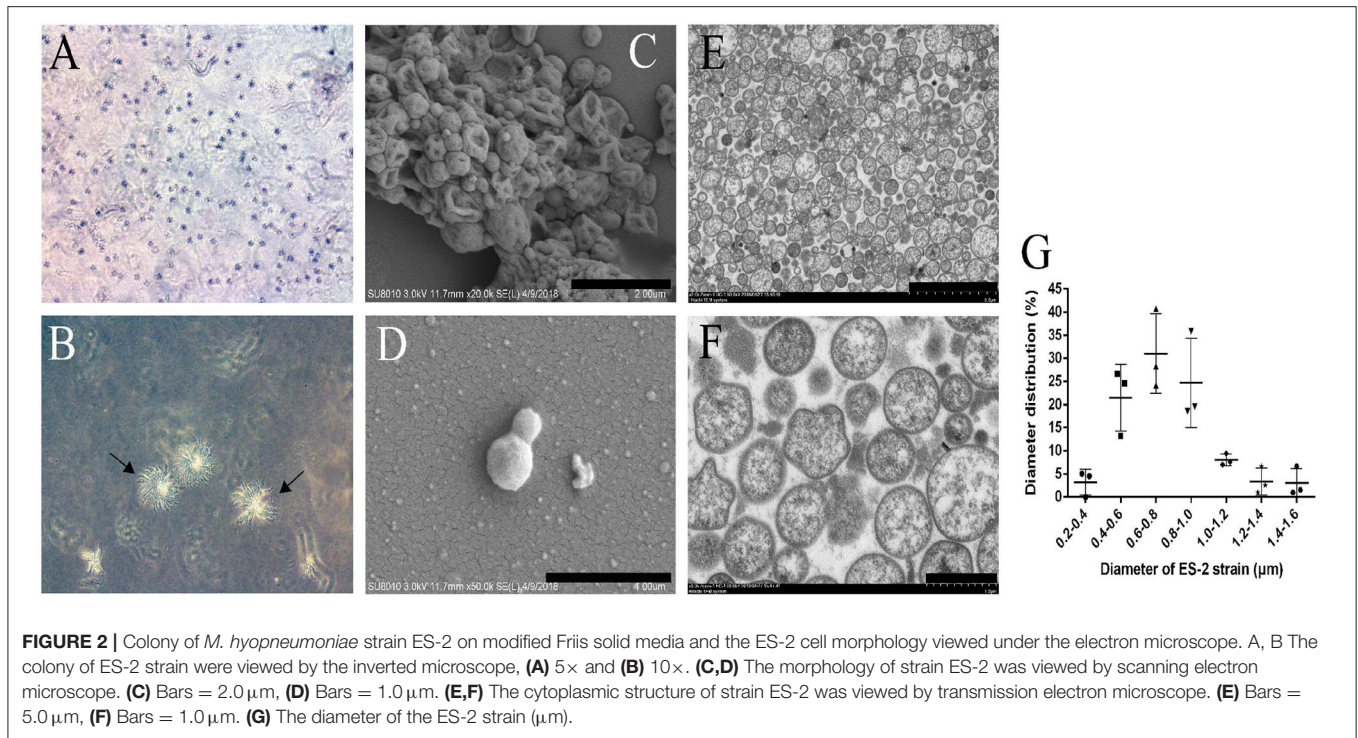 A
C
E
SU8010 3.0kV 11.7mm x20.0k SE(L) 4/9/2018
2.00um
5.0µm
B
D
F
SU8010 3.0kV 11.7mm x50.0k SE(L) 4/9/2018
4.00um
1.0µm
G
Diameter distribution (%)
45
40
35
30
25
20
15
10
5
0
0.2-0.4
0.4-0.6
0.6-0.8
0.8-1.0
1.0-1.2
1.2-1.4
1.4-1.6
Diameter of ES-2 strain (µm)
FIGURE 2 | Colony of M. hyopneumoniae strain ES-2 on modified Friis solid media and the ES-2 cell morphology viewed under the electron microscope. A, B The
colony of ES-2 strain were viewed by the inverted microscope, (A) 5× and (B) 10×. (C,D) The morphology of strain ES-2 was viewed by scanning electron
microscope. (C) Bars = 2.0 µm, (D) Bars = 1.0 µm. (E,F) The cytoplasmic structure of strain ES-2 was viewed by transmission electron microscope. (E) Bars =
5.0 µm, (F) Bars = 1.0 µm. (G) The diameter of the ES-2 strain (µm).